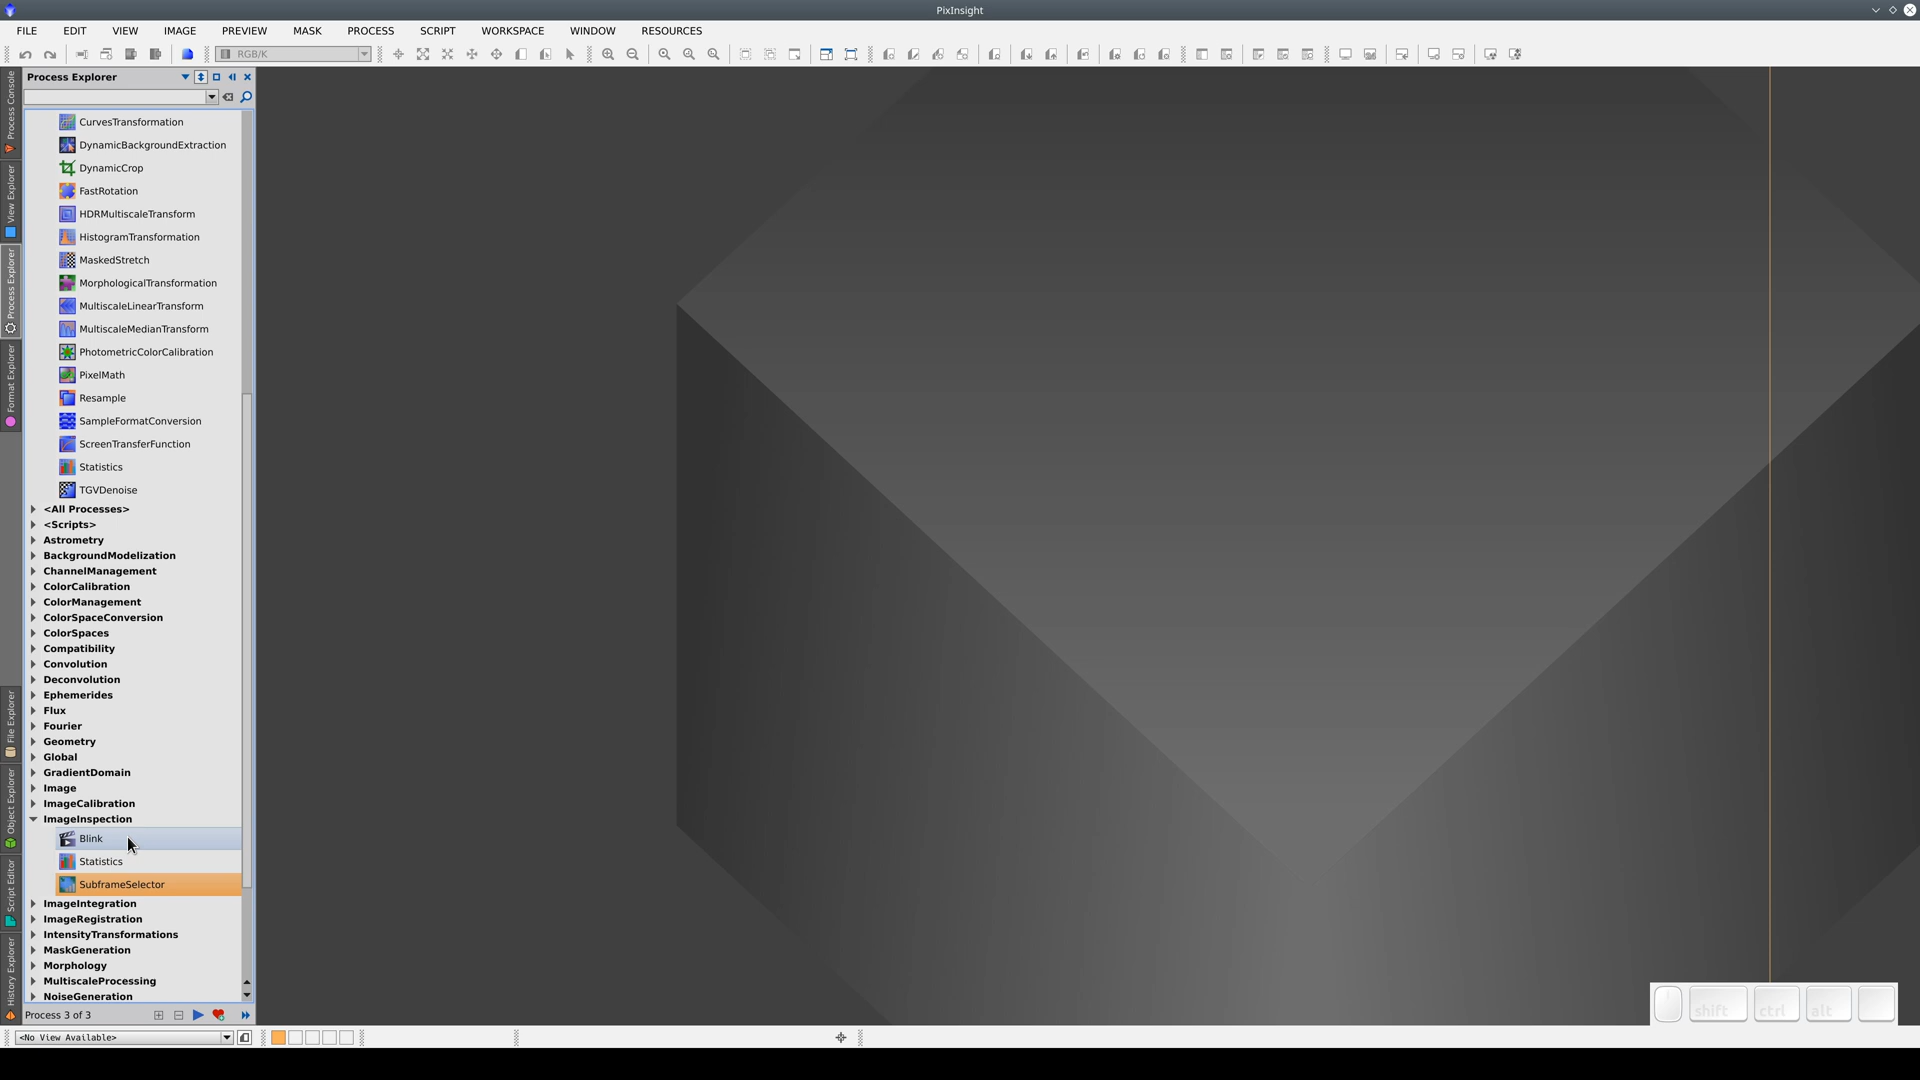 PixInsight
FILE EDIT VIEW IMAGE PREVIEW MASK PROCESS SCRIPT WORKSPACE WINDOW RESOURCES
RGB/K
Process Explorer
CurvesTransformation
DynamicBackgroundExtraction
DynamicCrop
FastRotation
HDRMultiscaleTransform
HistogramTransformation
MaskedStretch
MorphologicalTransformation
MultiscaleLinearTransform
MultiscaleMedianTransform
PhotometricColorCalibration
PixelMath
Resample
SampleFormatConversion
ScreenTransferFunction
Statistics
TGVDenoise
<All Processes>
<Scripts>
Astrometry
BackgroundModelization
ChannelManagement
ColorCalibration
ColorManagement
ColorSpaceConversion
ColorSpaces
Compatibility
Convolution
Deconvolution
Ephemerides
Flux
Fourier
Geometry
Global
GradientDomain
Image
ImageCalibration
ImageInspection
Blink
Statistics
SubframeSelector
ImageIntegration
ImageRegistration
IntensityTransformations
MaskGeneration
Morphology
MultiscaleProcessing
NoiseGeneration
Process 3 of 3
<No View Available>
Process Console
View Explorer
Process Explorer
Format Explorer
File Explorer
Object Explorer
Script Editor
History Explorer
shift ctrl alt